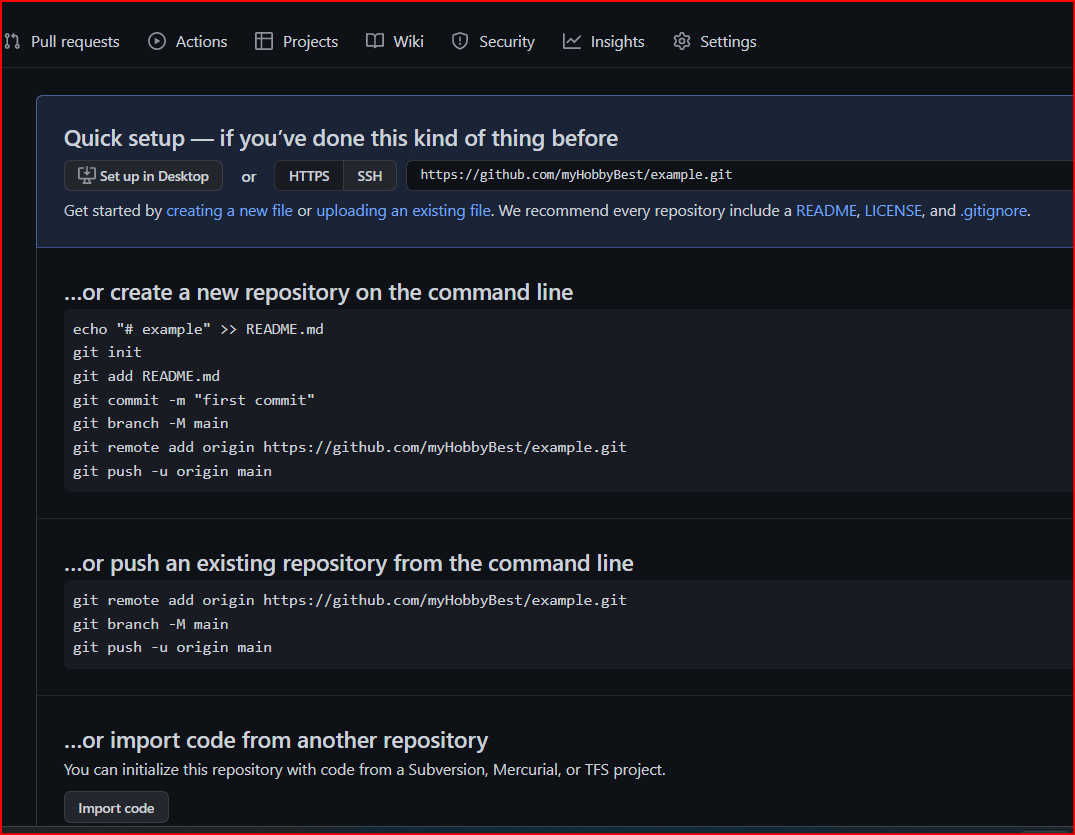 Pull requests Actions Projects Wiki Security Insights Settings
Quick setup — if you’ve done this kind of thing before
Set up in Desktop or HTTPS SSH https://github.com/myHobbyBest/example.git
Get started by creating a new file or uploading an existing file. We recommend every repository include a README, LICENSE, and .gitignore.
…or create a new repository on the command line
echo "# example" >> README.md
git init
git add README.md
git commit -m "first commit"
git branch -M main
git remote add origin https://github.com/myHobbyBest/example.git
git push -u origin main
…or push an existing repository from the command line
git remote add origin https://github.com/myHobbyBest/example.git
git branch -M main
git push -u origin main
…or import code from another repository
You can initialize this repository with code from a Subversion, Mercurial, or TFS project.
Import code